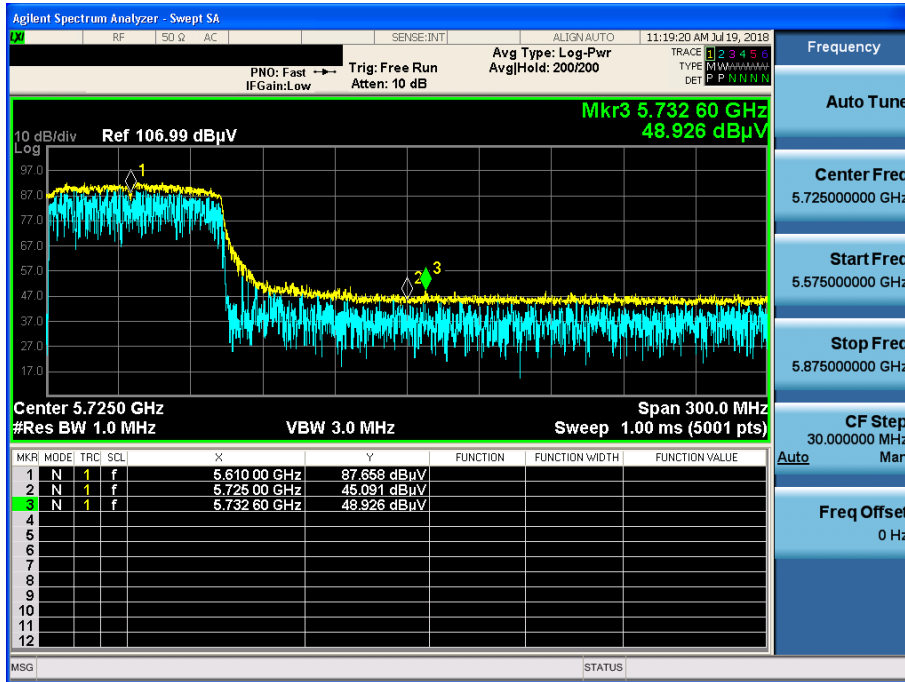 Agilent Spectrum Analyzer - Swept SA
LXI RF 50 Ω AC SENSE:INT ALIGNAUTO 11:19:20 AM Jul 19, 2018
PNO: Fast Trig: Free Run Avg Type: Log-Pwr TRACE 1 2 3 4 5 6
IFGain:Low Atten: 10 dB Avg|Hold: 200/200 TYPE M W W W W W
DET P P N N N N
Mkr3 5.732 60 GHz
48.926 dBµV
10 dB/div Ref 106.99 dBµV
Log
97.0
87.0
77.0
67.0
57.0
47.0
37.0
27.0
17.0
1
2
3
Center 5.7250 GHz Span 300.0 MHz
#Res BW 1.0 MHz VBW 3.0 MHz Sweep 1.00 ms (5001 pts)
MKR MODE TRC SCL X Y FUNCTION FUNCTION WIDTH FUNCTION VALUE
1 N 1 f 5.610 00 GHz 87.658 dBµV
2 N 1 f 5.725 00 GHz 45.091 dBµV
3 N 1 f 5.732 60 GHz 48.926 dBµV
4
5
6
7
8
9
10
11
12
MSG STATUS
Frequency
Auto Tune
Center Freq
5.725000000 GHz
Start Freq
5.575000000 GHz
Stop Freq
5.875000000 GHz
CF Step
30.000000 MHz
Auto Man
Freq Offset
0 Hz